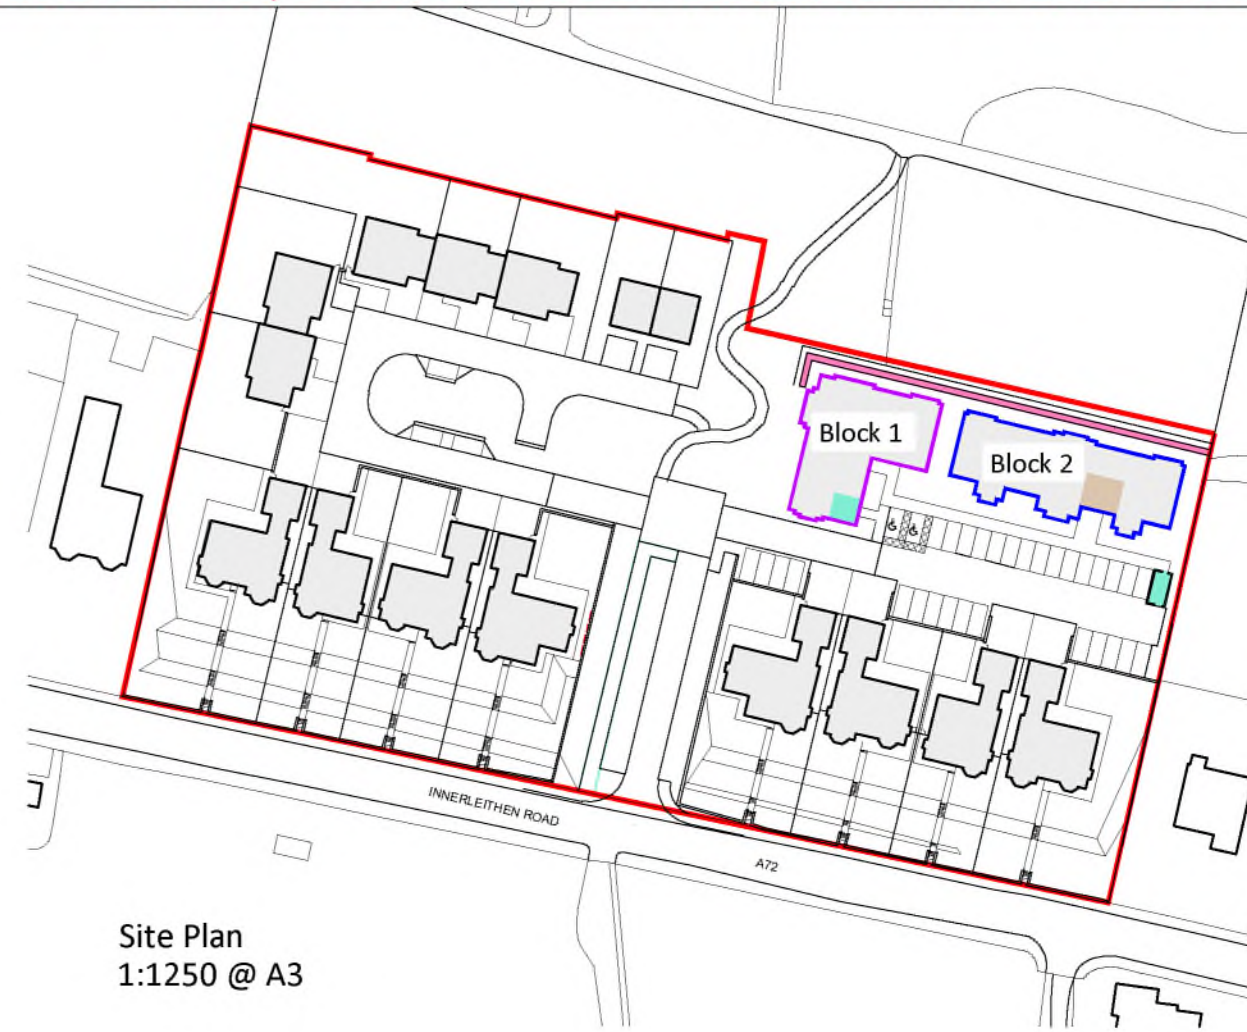 Block 1
Block 2
INNERLEITHEN ROAD
A72
Site Plan
1:1250 @ A3